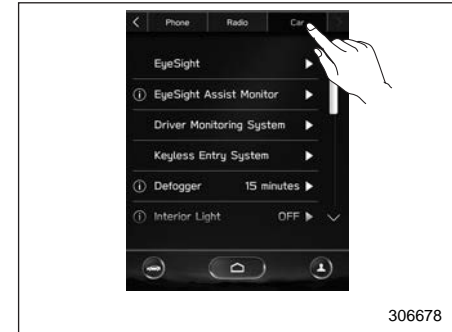 Phone Radio Car
EyeSight
EyeSight Assist Monitor
Driver Monitoring System
Keyless Entry System
Defogger 15 minutes
Interior Light OFF
306678